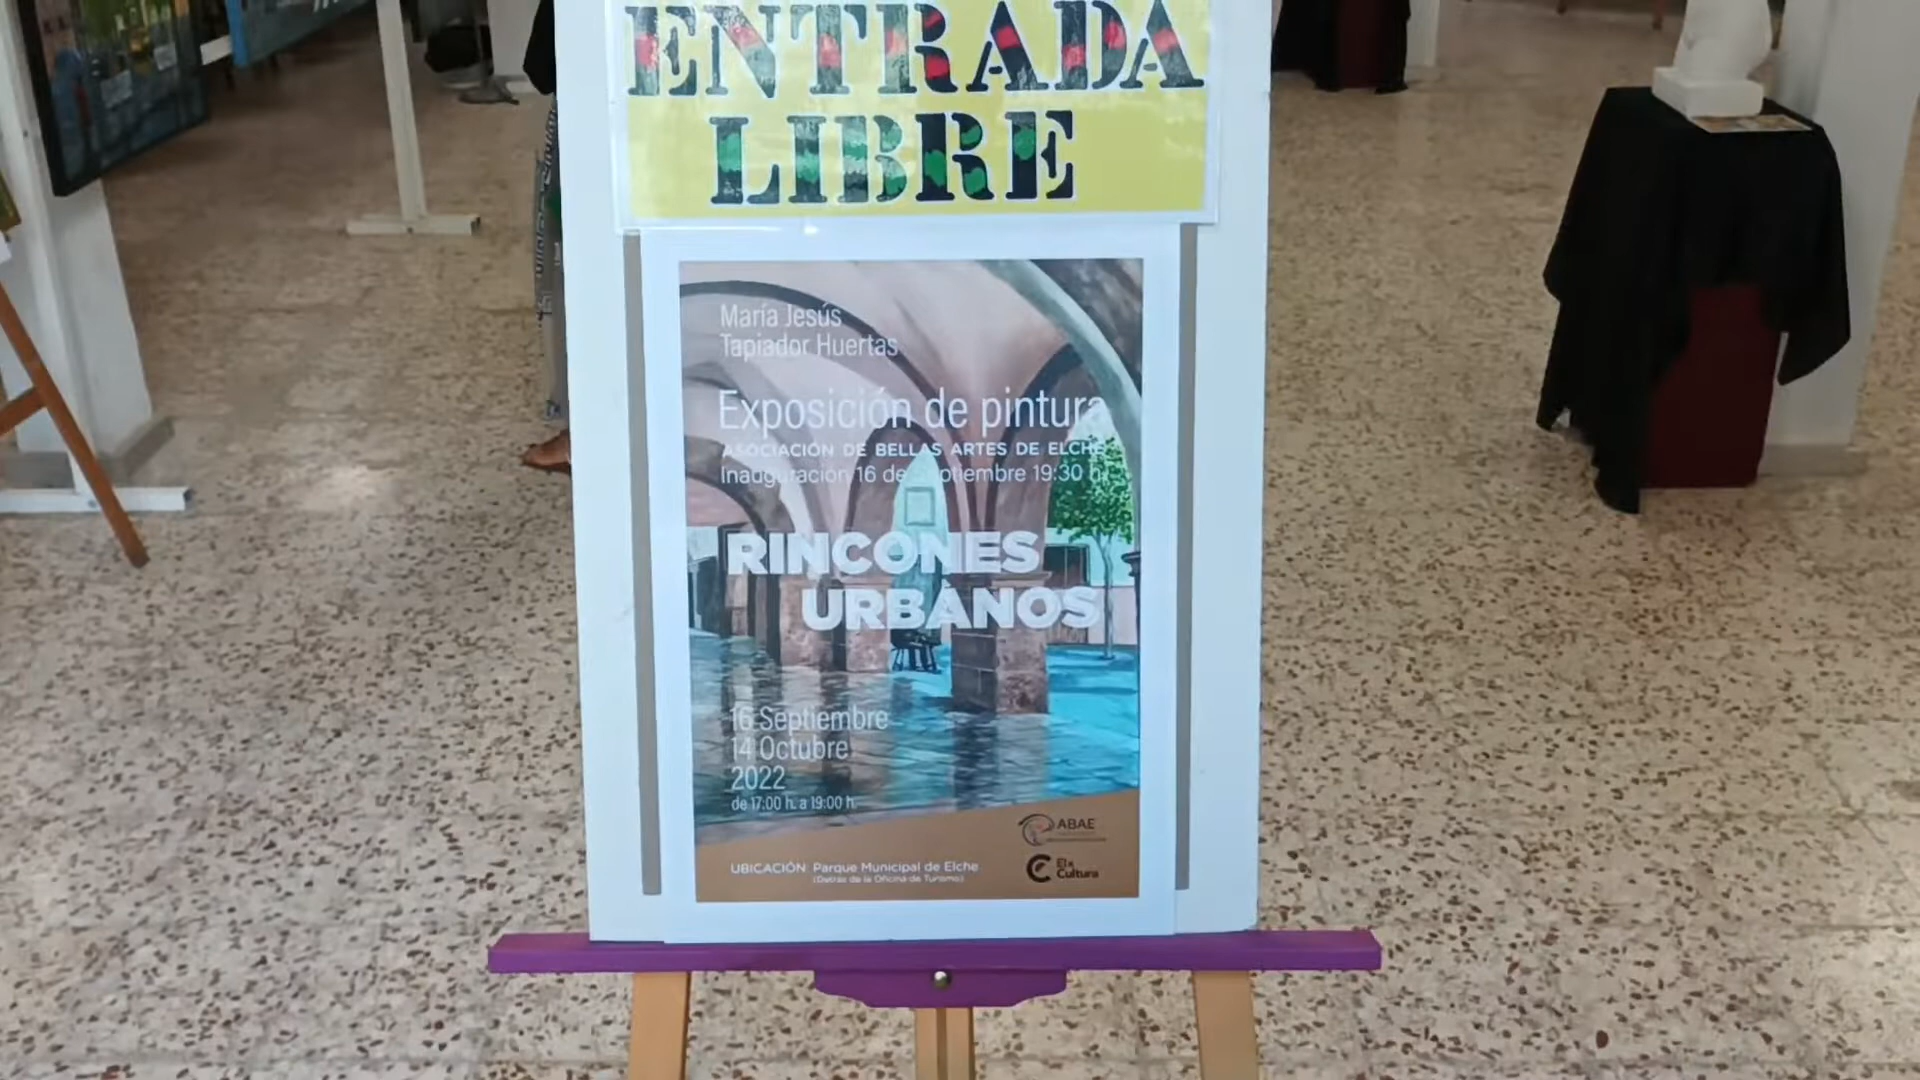 ENTRADA
LIBRE
María Jesús
Tapiador Huertas
Exposición de pintura
ASOCIACIÓN DE BELLAS ARTES DE ELCHE
Inauguración 16 de Septiembre 19:30 h.
RINCONES
URBANOS
16 Septiembre
14 Octubre
2022
de 17:00 h. a 19:00 h.
UBICACIÓN: Parque Municipal de Elche
(Detrás de la Oficina de Turismo)
ABAE
Elx
Cultura